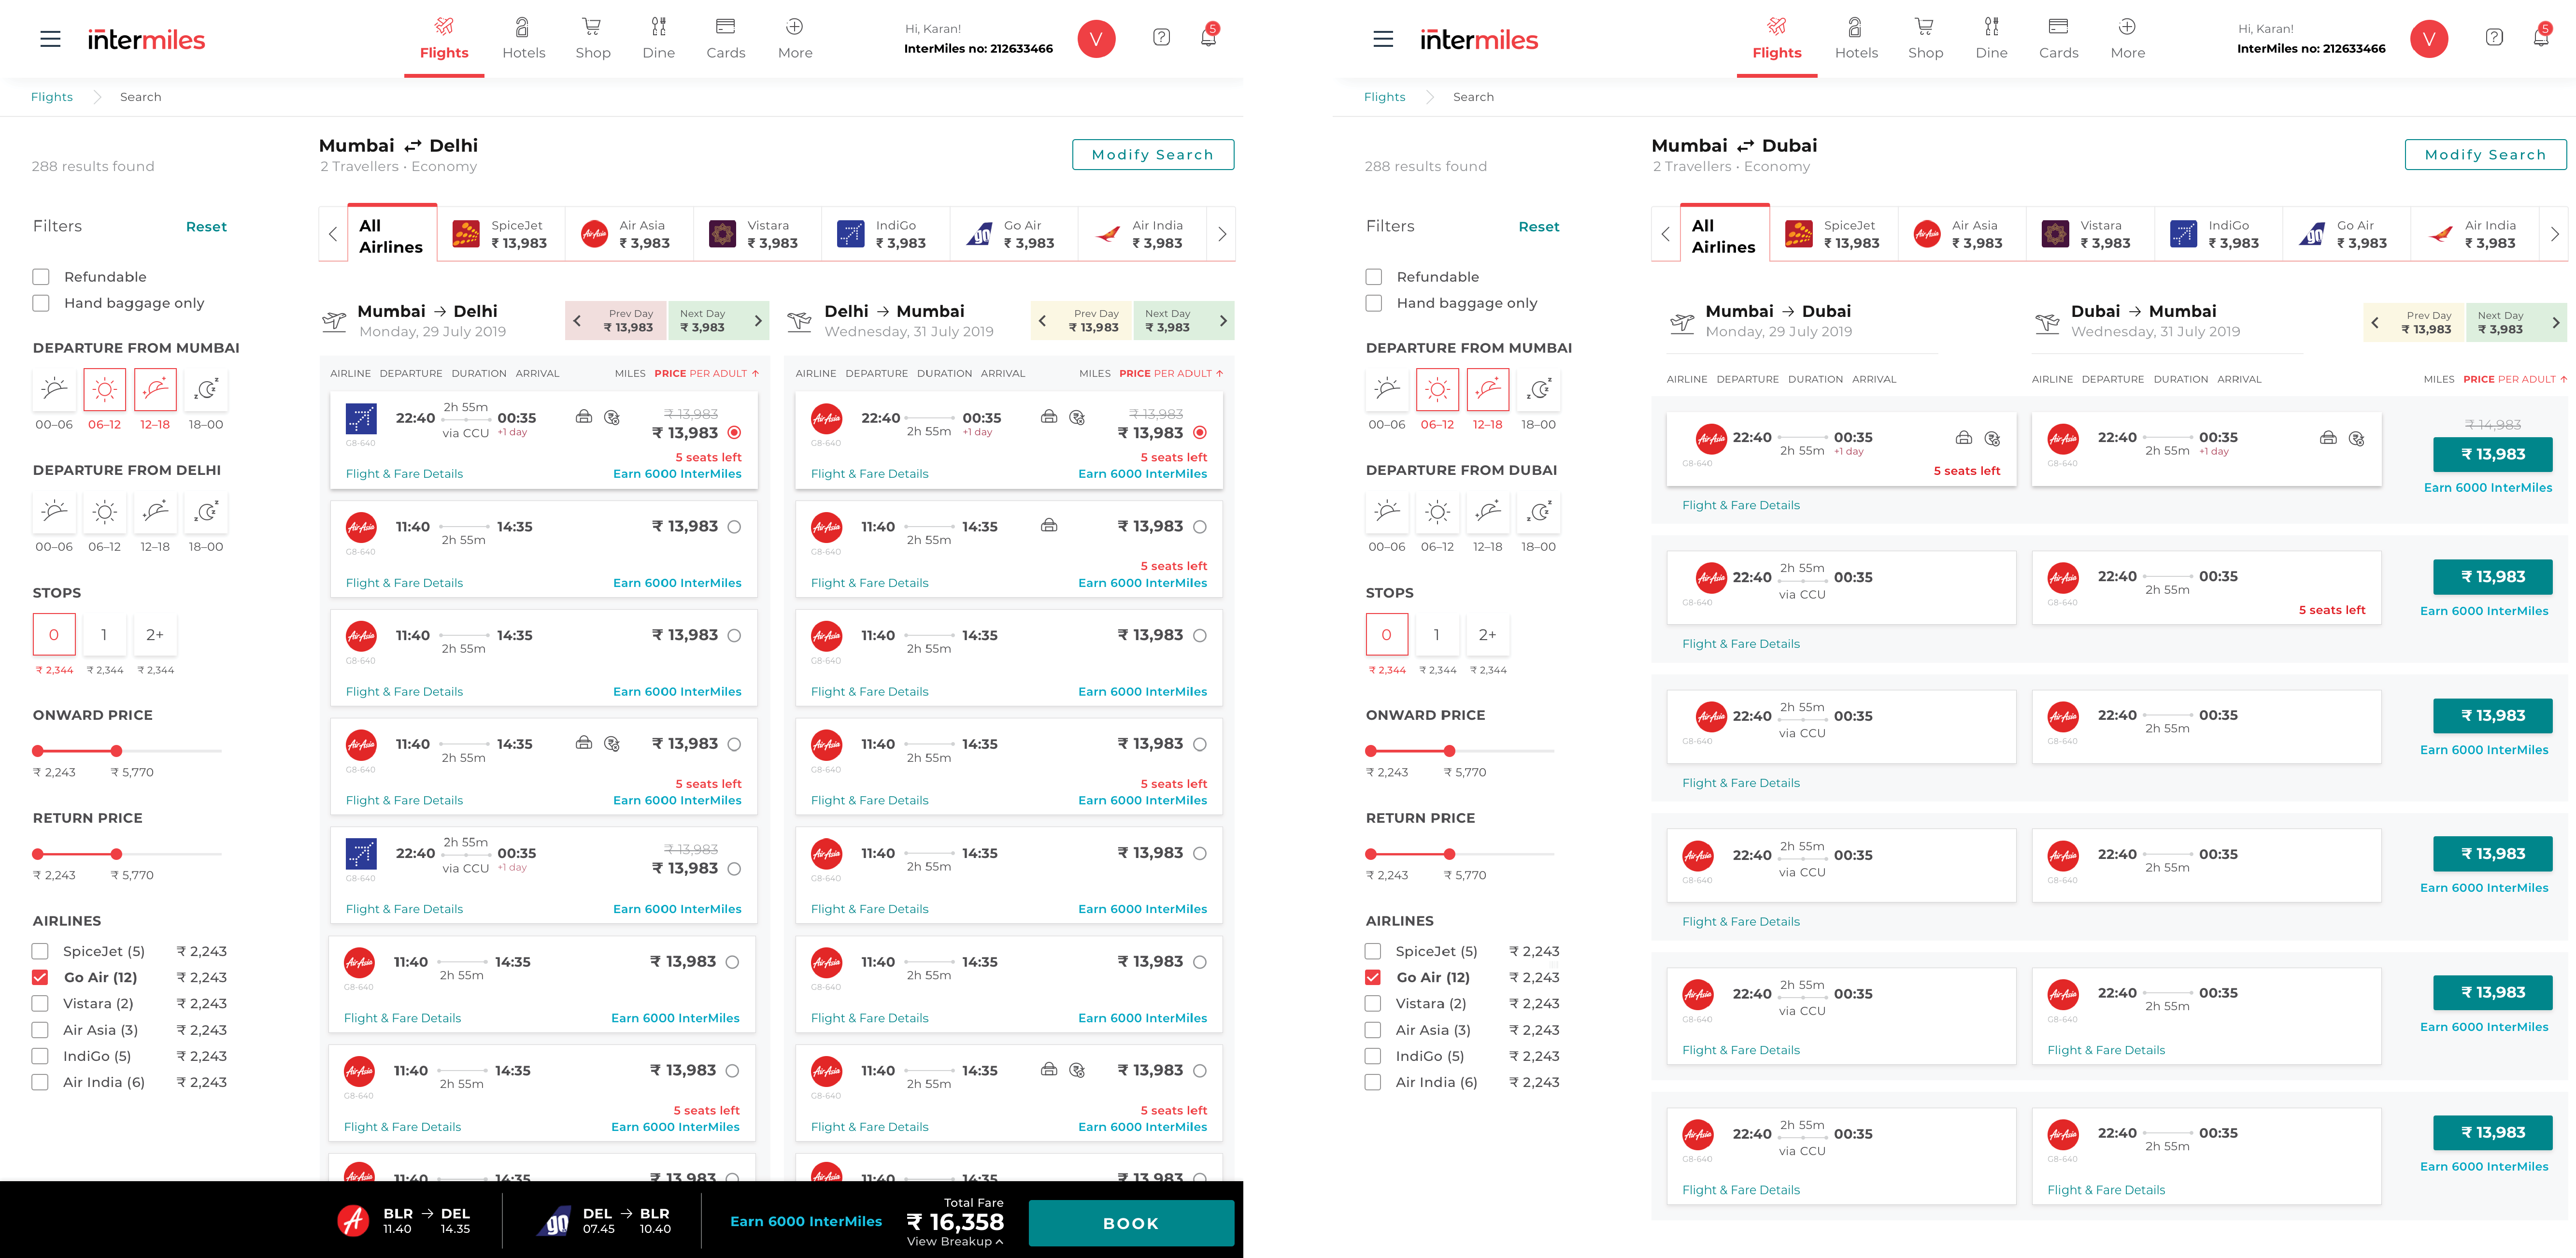 intermiles
Flights
Hotels
Shop
Dine
Cards
More
Hi, Karan!
InterMiles no: 212633466
V
?
5
Flights
Search
288 results found
Mumbai ⇄ Delhi
2 Travellers • Economy
Modify Search
Filters Reset
Refundable
Hand baggage only
DEPARTURE FROM MUMBAI
00–06 06–12 12–18 18–00
DEPARTURE FROM DELHI
00–06 06–12 12–18 18–00
STOPS
0 1 2+
₹ 2,344 ₹ 2,344 ₹ 2,344
ONWARD PRICE
₹ 2,243 ₹ 5,770
RETURN PRICE
₹ 2,243 ₹ 5,770
AIRLINES
SpiceJet (5) ₹ 2,243
Go Air (12) ₹ 2,243
Vistara (2) ₹ 2,243
Air Asia (3) ₹ 2,243
IndiGo (5) ₹ 2,243
Air India (6) ₹ 2,243
All
Airlines
SpiceJet
₹ 13,983
Air Asia
₹ 3,983
Vistara
₹ 3,983
IndiGo
₹ 3,983
Go Air
₹ 3,983
Air India
₹ 3,983
Mumbai → Delhi
Monday, 29 July 2019
Prev Day
₹ 13,983
Next Day
₹ 3,983
AIRLINE DEPARTURE DURATION ARRIVAL MILES PRICE PER ADULT ↑
2h 55m ₹ 13,983
22:40 00:35
via CCU +1 day ₹ 13,983
G8-640
5 seats left
Flight & Fare Details Earn 6000 InterMiles
AirAsia 11:40 14:35 ₹ 13,983
2h 55m
G8-640
Flight & Fare Details Earn 6000 InterMiles
AirAsia 11:40 14:35 ₹ 13,983
2h 55m
G8-640
Flight & Fare Details Earn 6000 InterMiles
AirAsia 11:40 14:35 ₹ 13,983
2h 55m
G8-640
5 seats left
Flight & Fare Details Earn 6000 InterMiles
2h 55m ₹ 13,983
22:40 00:35
via CCU +1 day ₹ 13,983
G8-640
Flight & Fare Details Earn 6000 InterMiles
AirAsia 11:40 14:35 ₹ 13,983
2h 55m
G8-640
Flight & Fare Details Earn 6000 InterMiles
AirAsia 11:40 14:35 ₹ 13,983
2h 55m
G8-640
5 seats left
Flight & Fare Details Earn 6000 InterMiles
AirAsia 11:40 14:35 ₹ 13,983
Delhi → Mumbai
Wednesday, 31 July 2019
Prev Day
₹ 13,983
Next Day
₹ 3,983
AIRLINE DEPARTURE DURATION ARRIVAL MILES PRICE PER ADULT ↑
₹ 13,983
AirAsia 22:40 00:35
2h 55m +1 day ₹ 13,983
G8-640
5 seats left
Flight & Fare Details Earn 6000 InterMiles
AirAsia 11:40 14:35 ₹ 13,983
2h 55m
G8-640
5 seats left
Flight & Fare Details Earn 6000 InterMiles
AirAsia 11:40 14:35 ₹ 13,983
2h 55m
G8-640
Flight & Fare Details Earn 6000 InterMiles
AirAsia 11:40 14:35 ₹ 13,983
2h 55m
G8-640
5 seats left
Flight & Fare Details Earn 6000 InterMiles
AirAsia 11:40 14:35 ₹ 13,983
2h 55m
G8-640
Flight & Fare Details Earn 6000 InterMiles
AirAsia 11:40 14:35 ₹ 13,983
2h 55m
G8-640
Flight & Fare Details Earn 6000 InterMiles
AirAsia 11:40 14:35 ₹ 13,983
2h 55m
G8-640
5 seats left
Flight & Fare Details Earn 6000 InterMiles
AirAsia 11:40 14:35 ₹ 13,983
BLR → DEL
11.40 14.35
go
DEL → BLR
07.45 10.40
Earn 6000 InterMiles
Total Fare
₹ 16,358
View Breakup
BOOK
intermiles
Flights
Hotels
Shop
Dine
Cards
More
Hi, Karan!
InterMiles no: 212633466
V
?
5
Flights
Search
288 results found
Mumbai ⇄ Dubai
2 Travellers • Economy
Modify Search
Filters Reset
Refundable
Hand baggage only
DEPARTURE FROM MUMBAI
00–06 06–12 12–18 18–00
DEPARTURE FROM DUBAI
00–06 06–12 12–18 18–00
STOPS
0 1 2+
₹ 2,344 ₹ 2,344 ₹ 2,344
ONWARD PRICE
₹ 2,243 ₹ 5,770
RETURN PRICE
₹ 2,243 ₹ 5,770
AIRLINES
SpiceJet (5) ₹ 2,243
Go Air (12) ₹ 2,243
Vistara (2) ₹ 2,243
Air Asia (3) ₹ 2,243
IndiGo (5) ₹ 2,243
Air India (6) ₹ 2,243
All
Airlines
SpiceJet
₹ 13,983
Air Asia
₹ 3,983
Vistara
₹ 3,983
IndiGo
₹ 3,983
Go Air
₹ 3,983
Air India
₹ 3,983
Mumbai → Dubai
Monday, 29 July 2019
Dubai → Mumbai
Wednesday, 31 July 2019
Prev Day
₹ 13,983
Next Day
₹ 3,983
AIRLINE DEPARTURE DURATION ARRIVAL
AIRLINE DEPARTURE DURATION ARRIVAL
MILES PRICE PER ADULT ↑
AirAsia 22:40 00:35
2h 55m +1 day
G8-640
5 seats left
AirAsia 22:40 00:35
2h 55m +1 day
G8-640
₹ 14,983
₹ 13,983
Earn 6000 InterMiles
Flight & Fare Details
2h 55m
AirAsia 22:40 00:35
via CCU
G8-640
AirAsia 22:40 00:35
2h 55m
G8-640
5 seats left
₹ 13,983
Earn 6000 InterMiles
Flight & Fare Details
2h 55m
AirAsia 22:40 00:35
via CCU
G8-640
AirAsia 22:40 00:35
2h 55m
G8-640
₹ 13,983
Earn 6000 InterMiles
Flight & Fare Details
2h 55m
AirAsia 22:40 00:35
via CCU
G8-640
AirAsia 22:40 00:35
2h 55m
G8-640
₹ 13,983
Earn 6000 InterMiles
Flight & Fare Details
2h 55m
AirAsia 22:40 00:35
via CCU
G8-640
Flight & Fare Details
AirAsia 22:40 00:35
2h 55m
G8-640
Flight & Fare Details
₹ 13,983
Earn 6000 InterMiles
2h 55m
AirAsia 22:40 00:35
via CCU
G8-640
Flight & Fare Details
AirAsia 22:40 00:35
2h 55m
G8-640
Flight & Fare Details
₹ 13,983
Earn 6000 InterMiles